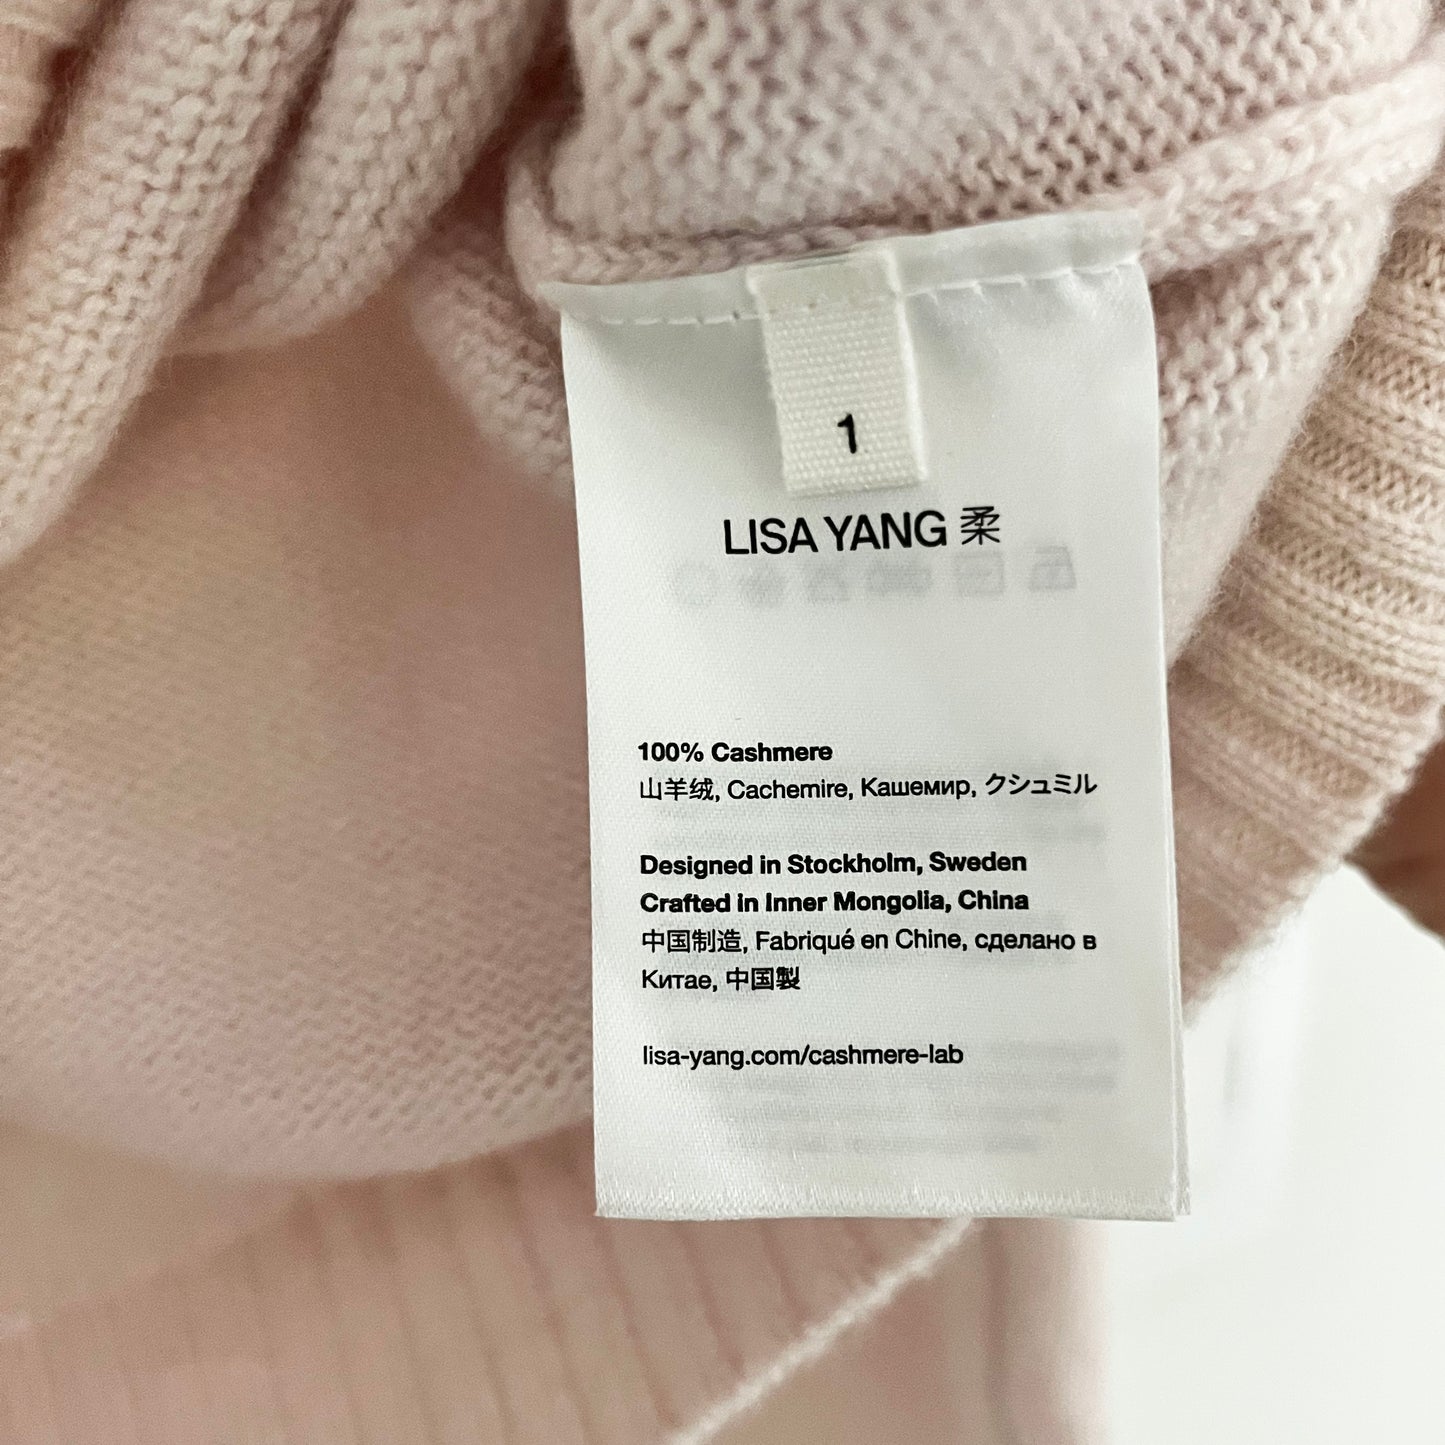 1
LISA YANG 柔
100% Cashmere
山羊绒, Cachemire, Кашемир, クシュミル
Designed in Stockholm, Sweden
Crafted in Inner Mongolia, China
中国制造, Fabriqué en Chine, сделано в
Китае, 中国製
lisa-yang.com/cashmere-lab